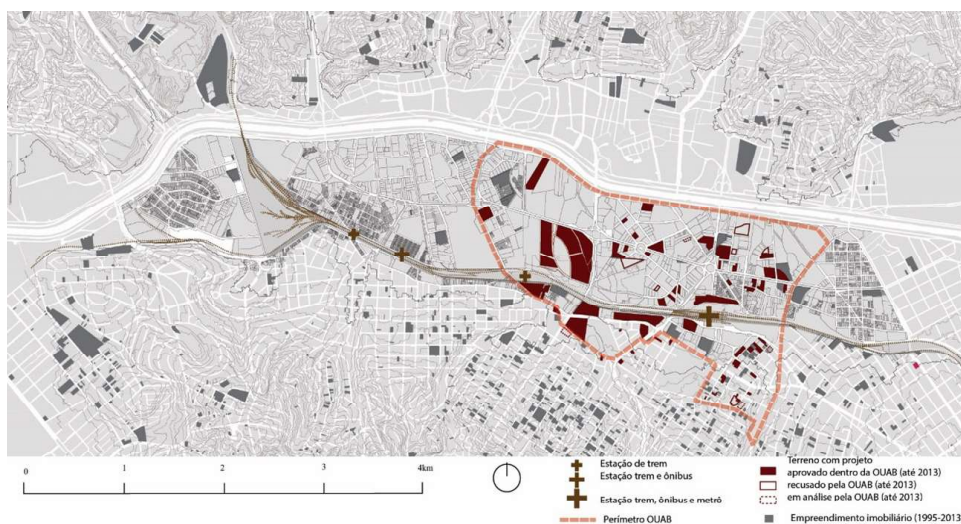 0 1 2 3 4km
Estação de trem
Estação trem e ônibus
Estação trem, ônibus e metrô
Perímetro OUAB
Terreno com projeto
aprovado dentro da OUAB (até 2013)
recusado pela OUAB (até 2013)
em análise pela OUAB (até 2013)
Empreendimento imobiliário (1995-2013